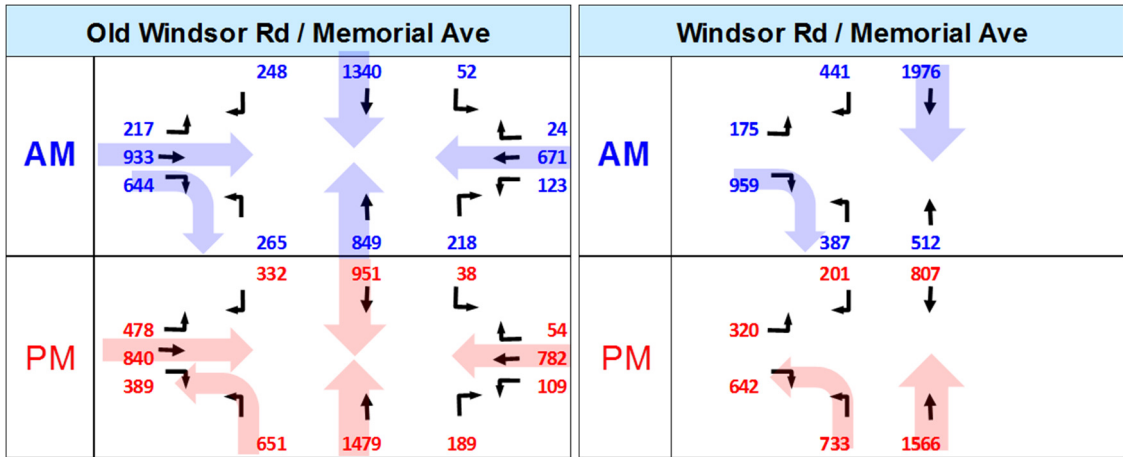 Old Windsor Rd / Memorial Ave
AM
248 1340 52
217 24
933 671
644 123
265 849 218
PM
332 951 38
478 54
840 782
389 109
651 1479 189
Windsor Rd / Memorial Ave
AM
441 1976
175
959
387 512
PM
201 807
320
642
733 1566